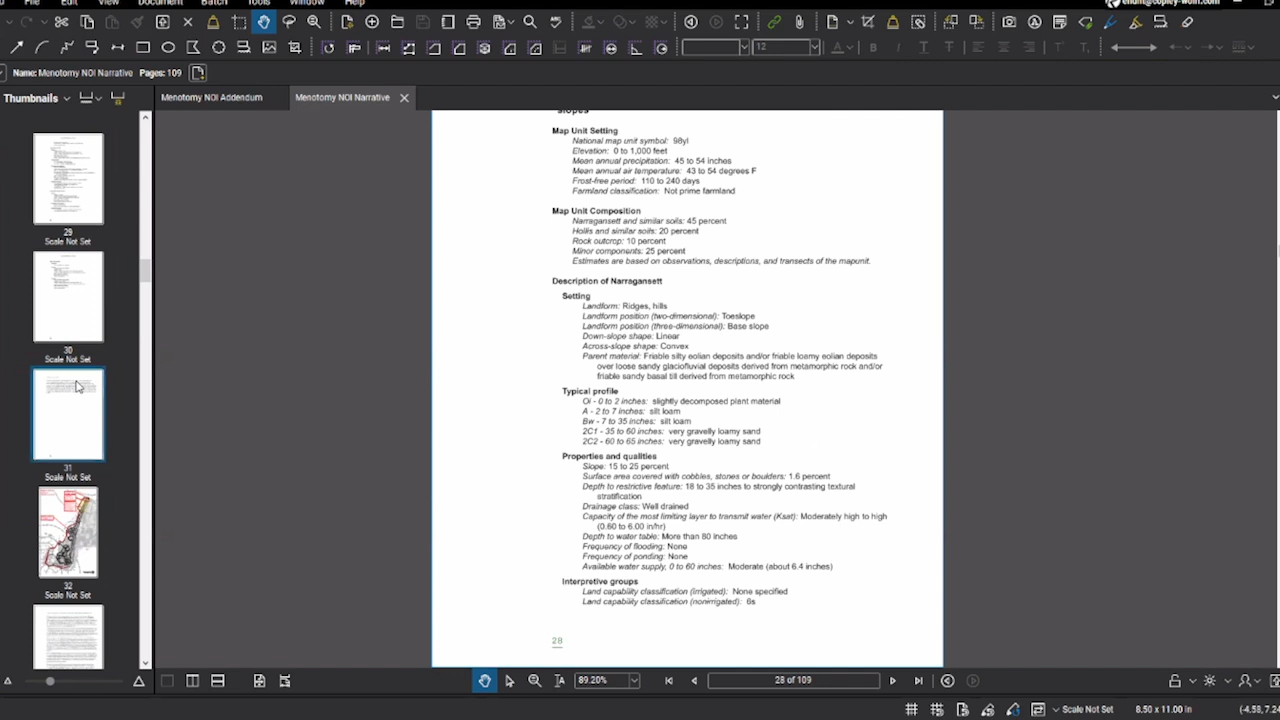 File Edit View Document Batch Tools Window Help
12
Name: Menotomy NOI Narrative Pages: 109
Thumbnails
Menotomy NOI Addendum
Menotomy NOI Narrative
29
Scale Not Set
30
Scale Not Set
31
Scale Not Set
32
Scale Not Set
slopes
Map Unit Setting
National map unit symbol: 98yl
Elevation: 0 to 1,000 feet
Mean annual precipitation: 45 to 54 inches
Mean annual air temperature: 43 to 54 degrees F
Frost-free period: 110 to 240 days
Farmland classification: Not prime farmland
Map Unit Composition
Narragansett and similar soils: 45 percent
Hollis and similar soils: 20 percent
Rock outcrop: 10 percent
Minor components: 25 percent
Estimates are based on observations, descriptions, and transects of the mapunit.
Description of Narragansett
Setting
Landform: Ridges, hills
Landform position (two-dimensional): Toeslope
Landform position (three-dimensional): Base slope
Down-slope shape: Linear
Across-slope shape: Convex
Parent material: Friable silty eolian deposits and/or friable loamy eolian deposits
over loose sandy glaciofluvial deposits derived from metamorphic rock and/or
friable sandy basal till derived from metamorphic rock
Typical profile
Oi - 0 to 2 inches: slightly decomposed plant material
A - 2 to 7 inches: silt loam
Bw - 7 to 35 inches: silt loam
2C1 - 35 to 60 inches: very gravelly loamy sand
2C2 - 60 to 65 inches: very gravelly loamy sand
Properties and qualities
Slope: 15 to 25 percent
Surface area covered with cobbles, stones or boulders: 1.6 percent
Depth to restrictive feature: 18 to 35 inches to strongly contrasting textural
stratification
Drainage class: Well drained
Capacity of the most limiting layer to transmit water (Ksat): Moderately high to high
(0.60 to 6.00 in/hr)
Depth to water table: More than 80 inches
Frequency of flooding: None
Frequency of ponding: None
Available water supply, 0 to 60 inches: Moderate (about 6.4 inches)
Interpretive groups
Land capability classification (irrigated): None specified
Land capability classification (nonirrigated): 6s
28
89.20%
28 of 109
Scale Not Set
8.50 x 11.00 in